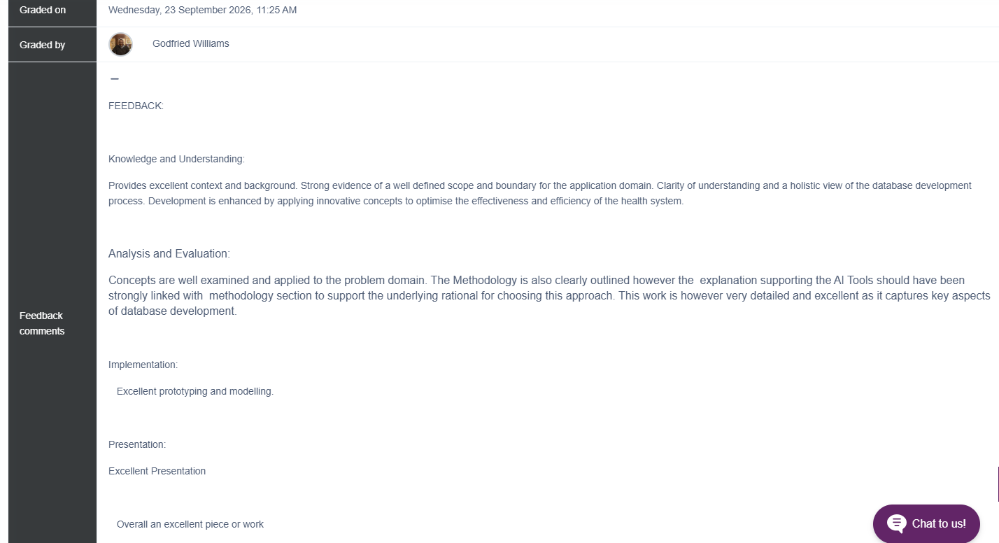 Graded on
Wednesday, 23 September 2026, 11:25 AM
Graded by
Godfried Williams
Feedback
comments
–
FEEDBACK:
Knowledge and Understanding:
Provides excellent context and background. Strong evidence of a well defined scope and boundary for the application domain. Clarity of understanding and a holistic view of the database development
process. Development is enhanced by applying innovative concepts to optimise the effectiveness and efficiency of the health system.
Analysis and Evaluation:
Concepts are well examined and applied to the problem domain. The Methodology is also clearly outlined however the  explanation supporting the AI Tools should have been
strongly linked with  methodology section to support the underlying rational for choosing this approach. This work is however very detailed and excellent as it captures key aspects
of database development.
Implementation:
Excellent prototyping and modelling.
Presentation:
Excellent Presentation
Overall an excellent piece or work
Chat to us!